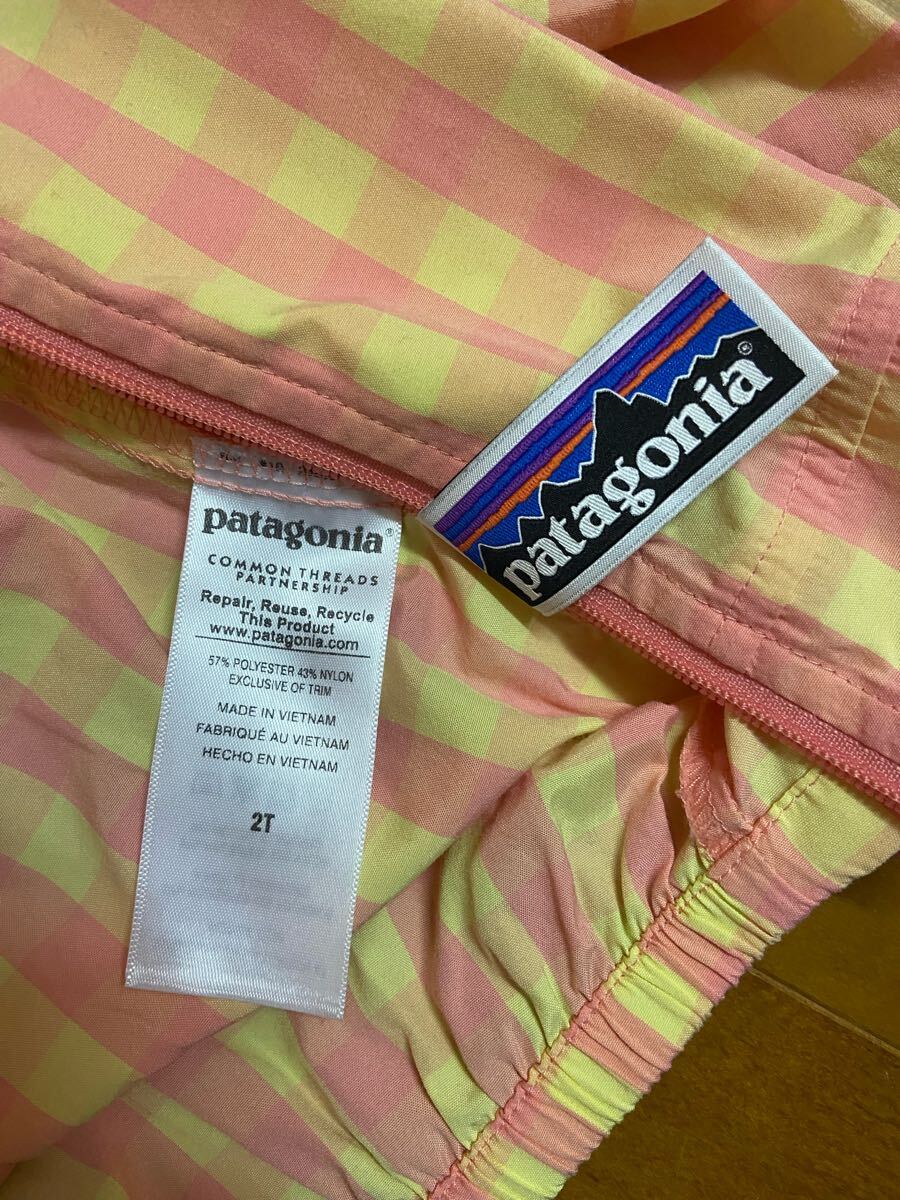 patagonia®
patagonia®
COMMON THREADS
PARTNERSHIP
Repair, Reuse, Recycle
This Product
www.patagonia.com
57% POLYESTER 43% NYLON
EXCLUSIVE OF TRIM
MADE IN VIETNAM
FABRIQUÉ AU VIETNAM
HECHO EN VIETNAM
2T